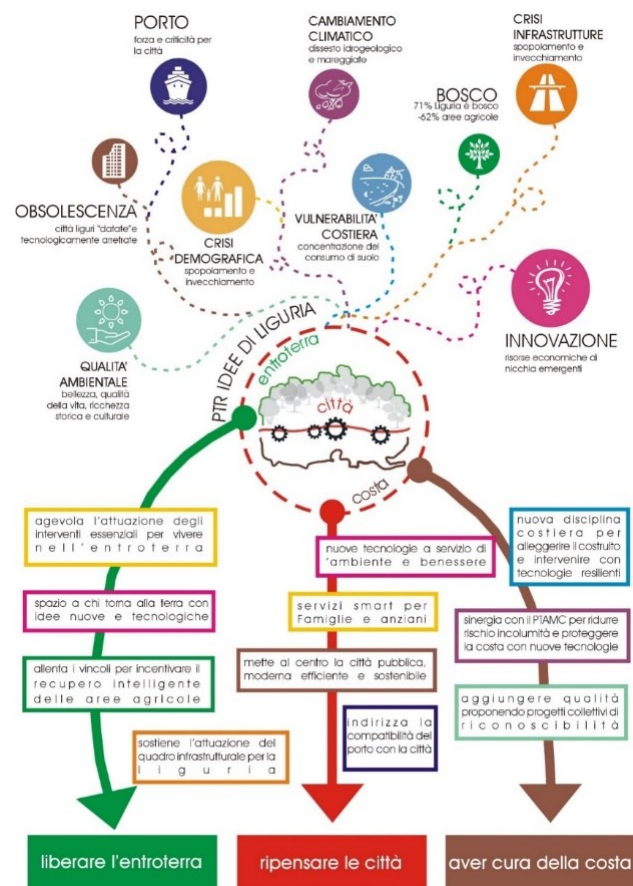 PORTO
forza e criticità per
la città
CAMBIAMENTO
CLIMATICO
dissesto idrogeologico
e mareggiate
CRISI
INFRASTRUTTURE
spopolamento e
invecchiamento
BOSCO
71% Liguria è bosco
-62% aree agricole
OBSOLESCENZA
città liguri "datate"e
tecnologicamente arretrate
CRISI
DEMOGRAFICA
spopolamento e
invecchiamento
VULNERABILITA'
COSTIERA
concentrazione del
consumo di suolo
INNOVAZIONE
risorse economiche di
nicchia emergenti
QUALITA'
AMBIENTALE
bellezza, qualità
della vita, ricchezza
storica e culturale
PTR IDEE DI LIGURIA
entroterra
città
costa
agevola l'attuazione degli
interventi essenziali per vivere
nell'entroterra
spazio a chi torna alla terra con
idee nuove e tecnologiche
allenta i vincoli per incentivare il
recupero intelligente
delle aree agricole
sostiene l'attuazione del
quadro infrastrutturale per la
liguria
nuove tecnologie a servizio di
'ambiente e benessere
servizi smart per
Famiglie e anziani
mette al centro la città pubblica,
moderna efficiente e sostenibile
indirizza la
compatibilità del
porto con la città
nuova disciplina
costiera per
alleggerire il costruito
e intervenire con
tecnologie resilienti
sinergia con il PTAMC per ridurre
rischio incolumità e proteggere
la costa con nuove tecnologie
aggiungere qualità
proponendo progetti collettivi di
riconoscibilità
liberare l'entroterra
ripensare le città
aver cura della costa